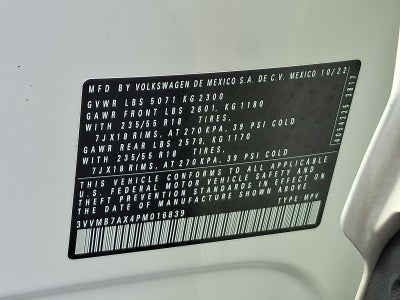 MFD BY VOLKSWAGEN DE MEXICO S.A. DE C.V. MEXICO 10/22
GVWR LBS 5071 KG 2300
GAWR FRONT LBS 2601, KG 1180
WITH 235/55 R18 TIRES,
7JX18 RIMS, AT 270 KPA, 39 PSI COLD
GAWR REAR LBS 2579, KG 1170
WITH 235/55 R18 TIRES,
7JX18 RIMS, AT 270 KPA, 39 PSI COLD
THIS VEHICLE CONFORMS TO ALL APPLICABLE
U.S. FEDERAL MOTOR VEHICLE SAFETY AND
THEFT PREVENTION STANDARDS IN EFFECT ON
THE DATE OF MANUFACTURE SHOWN ABOVE.
3VVMB7AX4PM016839 TYPE: MPV